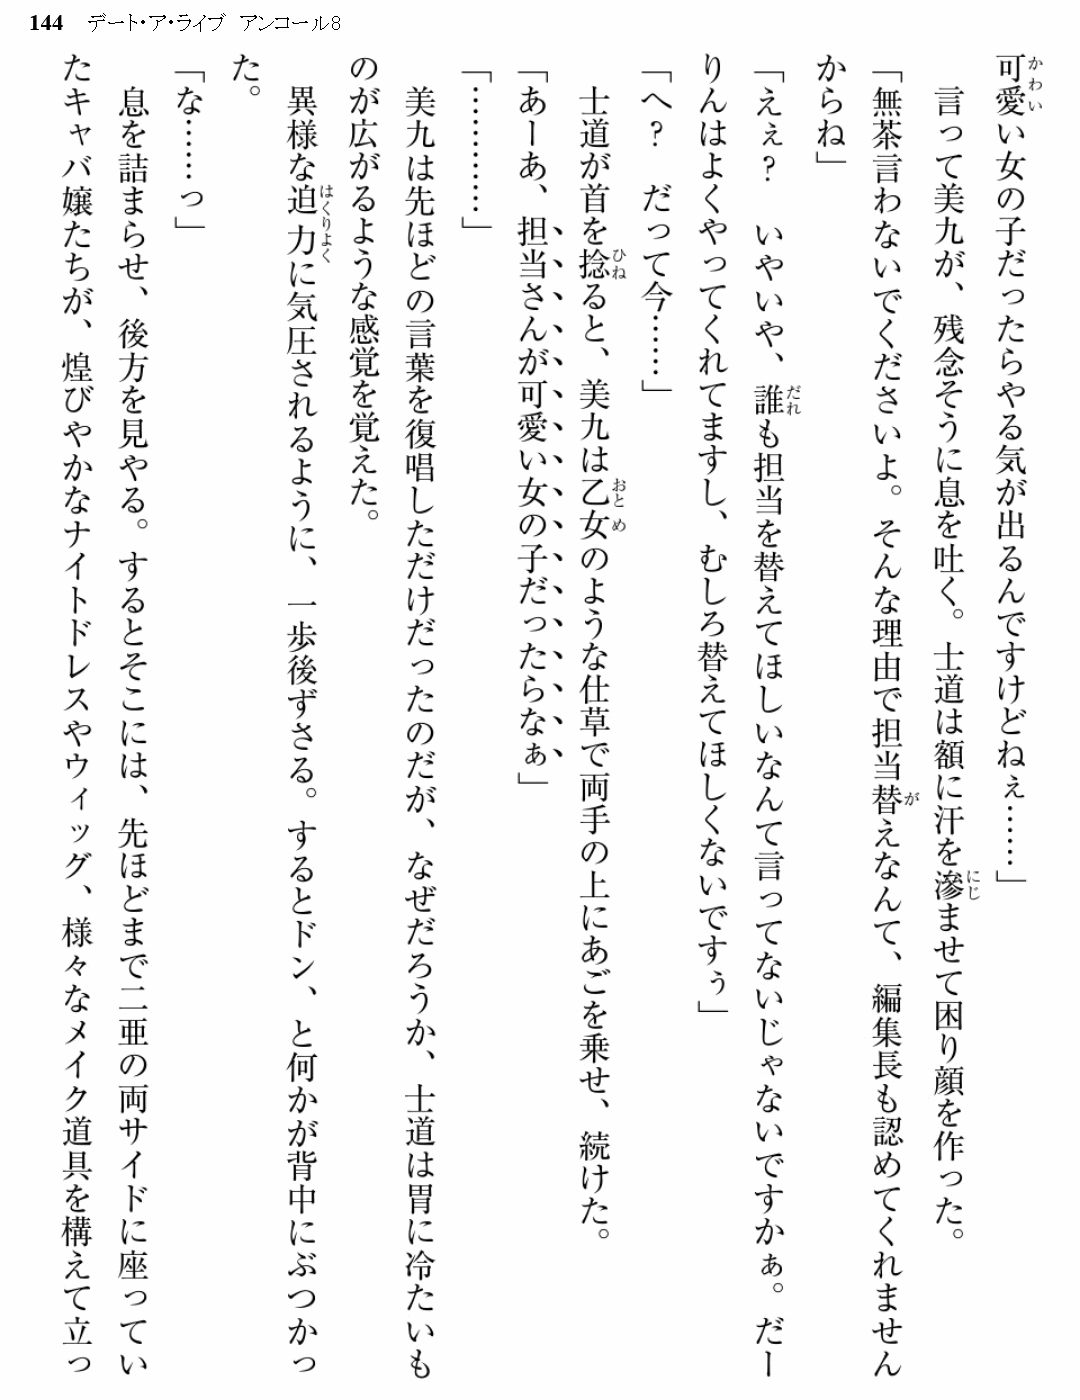 144　デート・ア・ライブ　アンコール8
可愛い女の子だったらやる気が出るんですけどねぇ……」
　言って美九が、残念そうに息を吐く。士道は額に汗を滲ませて困り顔を作った。
「無茶言わないでくださいよ。そんな理由で担当替えなんて、編集長も認めてくれません
からね」
「えぇ？　いやいや、誰も担当を替えてほしいなんて言ってないじゃないですかぁ。だー
りんはよくやってくれてますし、むしろ替えてほしくないですぅ」
「へ？　だって今……」
　士道が首を捻ると、美九は乙女のような仕草で両手の上にあごを乗せ、続けた。
「あーあ、担当さんが可愛い女の子だったらなぁ」
「…………」
　美九は先ほどの言葉を復唱しただけだったのだが、なぜだろうか、士道は胃に冷たいも
のが広がるような感覚を覚えた。
　異様な迫力に気圧されるように、一歩後ずさる。するとドン、と何かが背中にぶつかっ
た。
「な……っ」
　息を詰まらせ、後方を見やる。するとそこには、先ほどまで二亜の両サイドに座ってい
たキャバ嬢たちが、煌びやかなナイトドレスやウィッグ、様々なメイク道具を構えて立っ